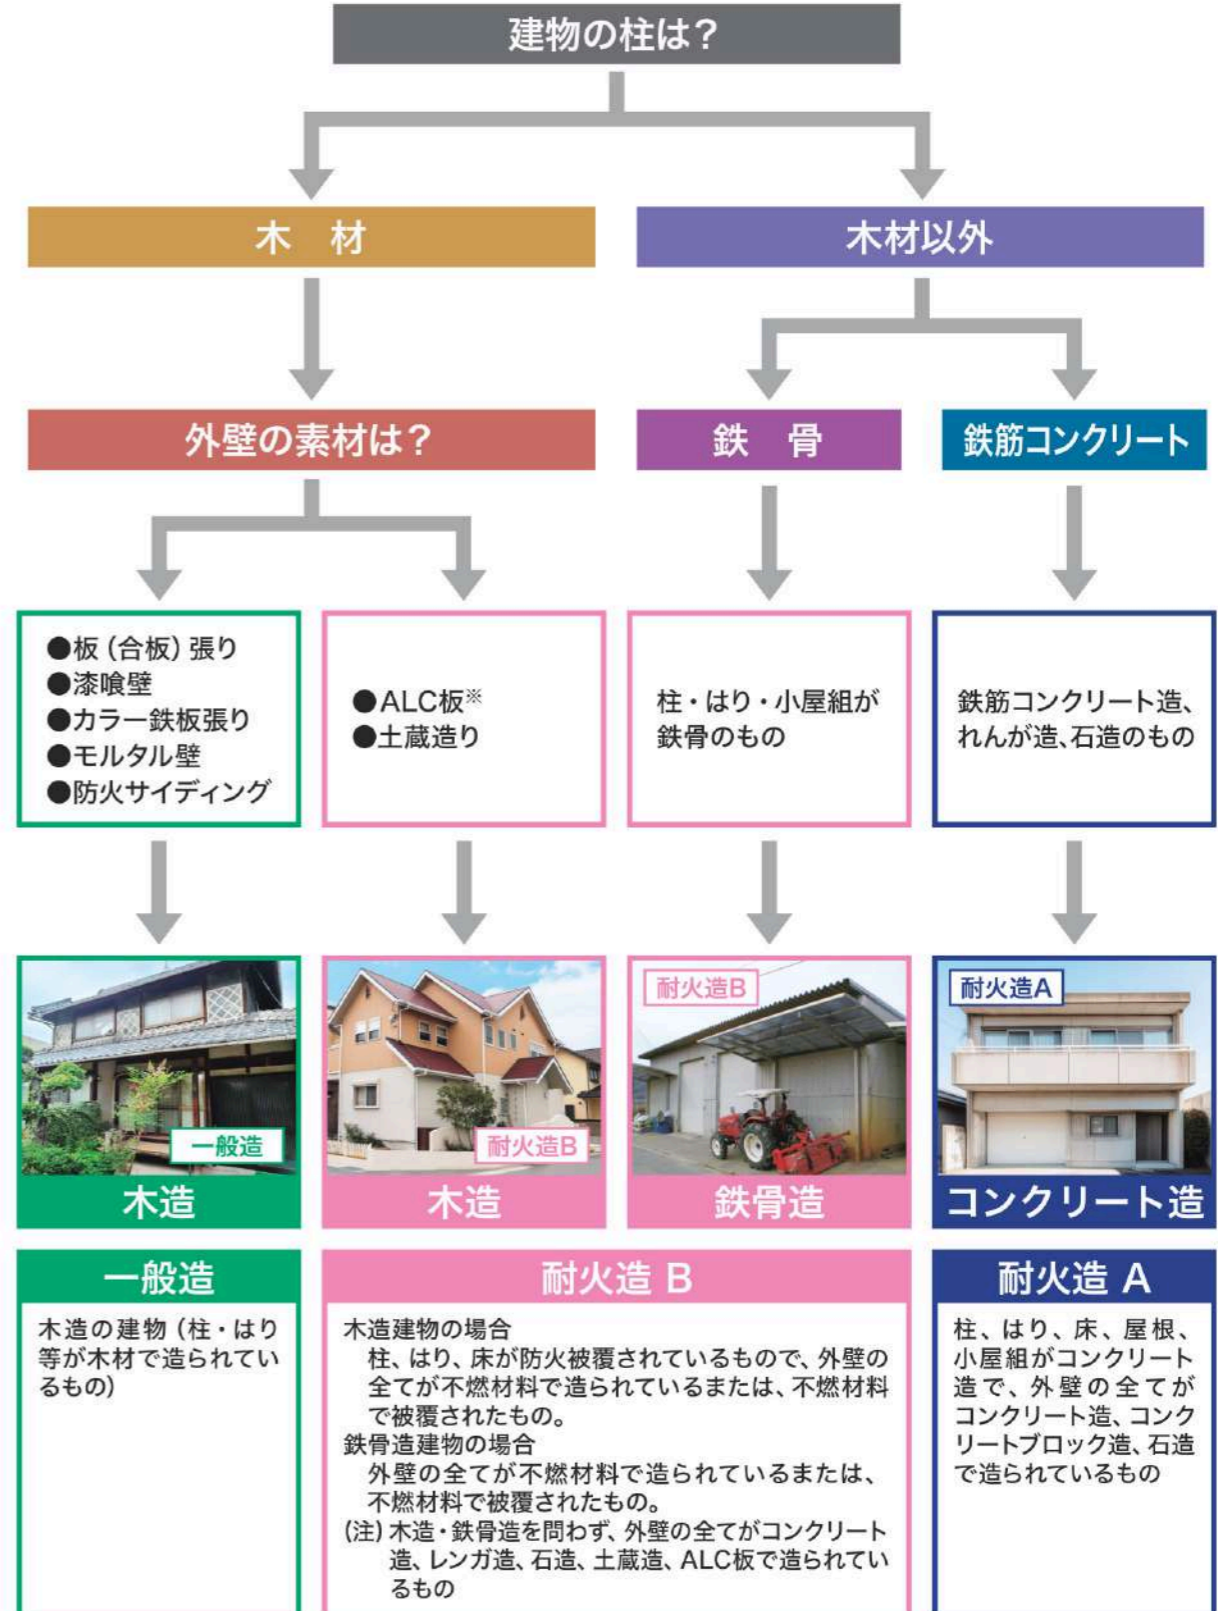 建物の柱は?
木 材
木材以外
外壁の素材は?
鉄 骨
鉄筋コンクリート
●板(合板)張り
●漆喰壁
●カラー鉄板張り
●モルタル壁
●防火サイディング
●ALC板※
●土蔵造り
柱・はり・小屋組が
鉄骨のもの
鉄筋コンクリート造、
れんが造、石造のもの
一般造
木造
耐火造B
木造
耐火造B
鉄骨造
耐火造A
コンクリート造
一般造
木造の建物(柱・はり
等が木材で造られてい
るもの)
耐火造 B
木造建物の場合
柱、はり、床が防火被覆されているもので、外壁の
全てが不燃材料で造られているまたは、不燃材料
で被覆されたもの。
鉄骨造建物の場合
外壁の全てが不燃材料で造られているまたは、
不燃材料で被覆されたもの。
(注)木造・鉄骨造を問わず、外壁の全てがコンクリート
造、レンガ造、石造、土蔵造、ALC板で造られてい
るもの
耐火造 A
柱、はり、床、屋根、
小屋組がコンクリート
造で、外壁の全てが
コンクリート造、コンク
リートブロック造、石造
で造られているもの